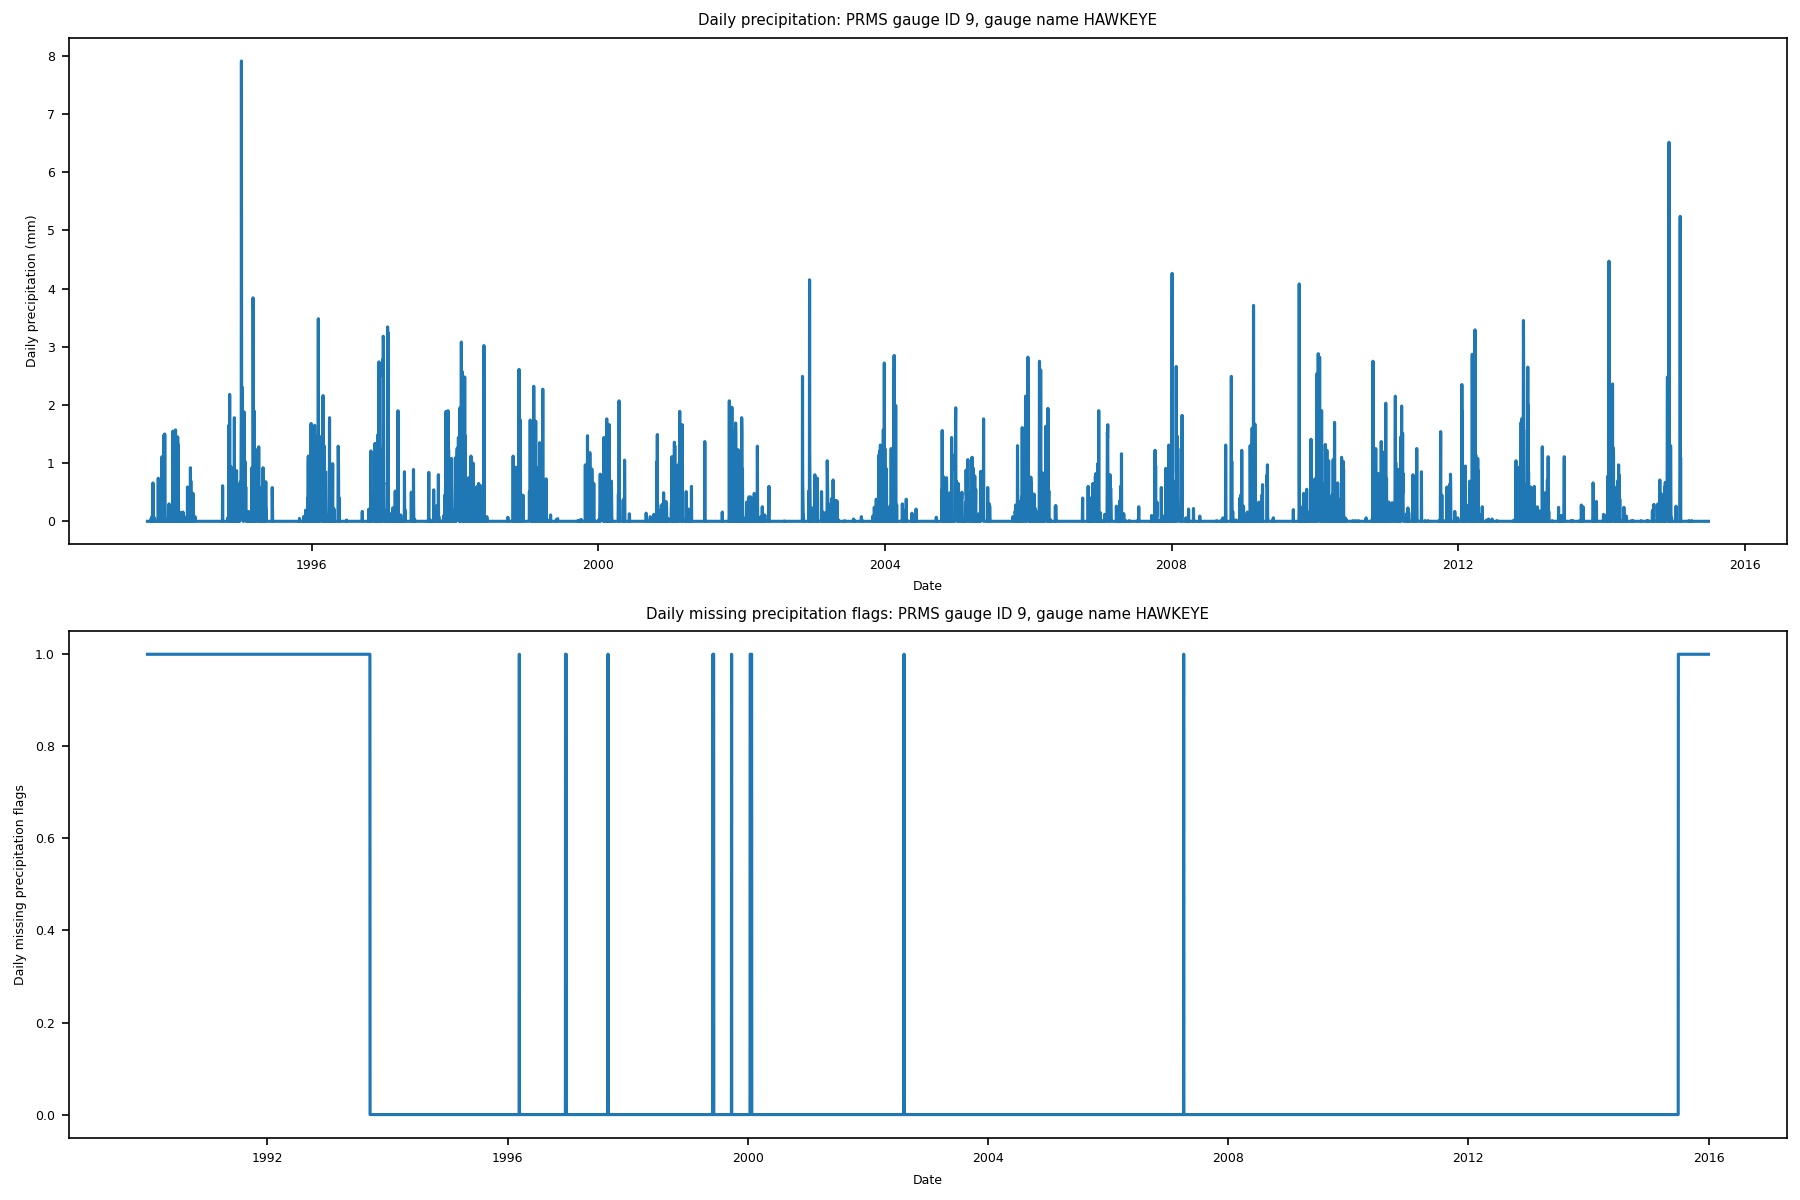 Daily precipitation: PRMS gauge ID 9, gauge name HAWKEYE
8
7
6
5
4
3
2
1
0
Daily precipitation (mm)
1996 2000 2004 2008 2012 2016
Date
Daily missing precipitation flags: PRMS gauge ID 9, gauge name HAWKEYE
1.0
0.8
0.6
0.4
0.2
0.0
Daily missing precipitation flags
1992 1996 2000 2004 2008 2012 2016
Date